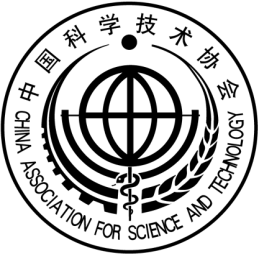 中国科学技术协会
CHINA ASSOCIATION FOR SCIENCE AND TECHNOLOGY